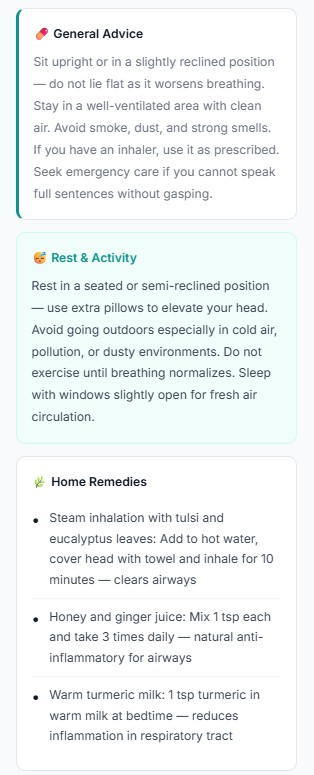 General Advice
Sit upright or in a slightly reclined position
— do not lie flat as it worsens breathing.
Stay in a well-ventilated area with clean
air. Avoid smoke, dust, and strong smells.
If you have an inhaler, use it as prescribed.
Seek emergency care if you cannot speak
full sentences without gasping.
Rest & Activity
Rest in a seated or semi-reclined position
— use extra pillows to elevate your head.
Avoid going outdoors especially in cold air,
pollution, or dusty environments. Do not
exercise until breathing normalizes. Sleep
with windows slightly open for fresh air
circulation.
Home Remedies
• Steam inhalation with tulsi and
eucalyptus leaves: Add to hot water,
cover head with towel and inhale for 10
minutes — clears airways
• Honey and ginger juice: Mix 1 tsp each
and take 3 times daily — natural anti-
inflammatory for airways
• Warm turmeric milk: 1 tsp turmeric in
warm milk at bedtime — reduces
inflammation in respiratory tract